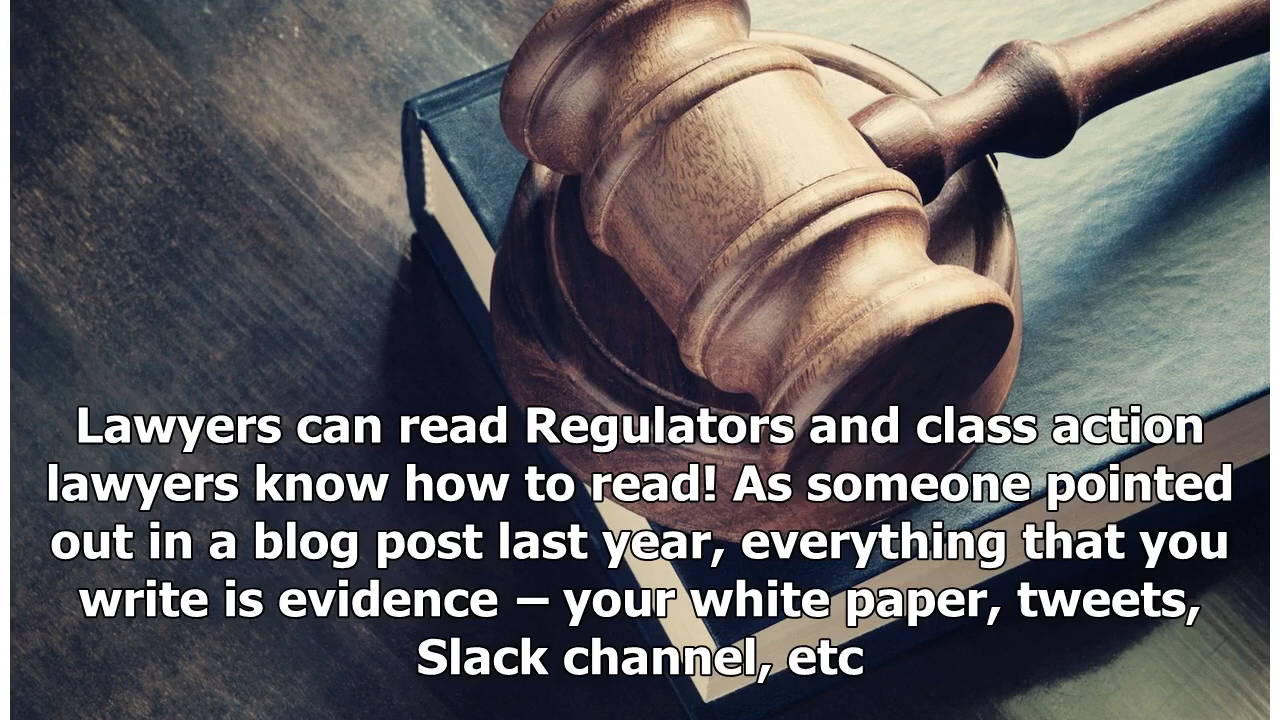 Lawyers can read Regulators and class action
lawyers know how to read! As someone pointed
out in a blog post last year, everything that you
write is evidence – your white paper, tweets,
Slack channel, etc